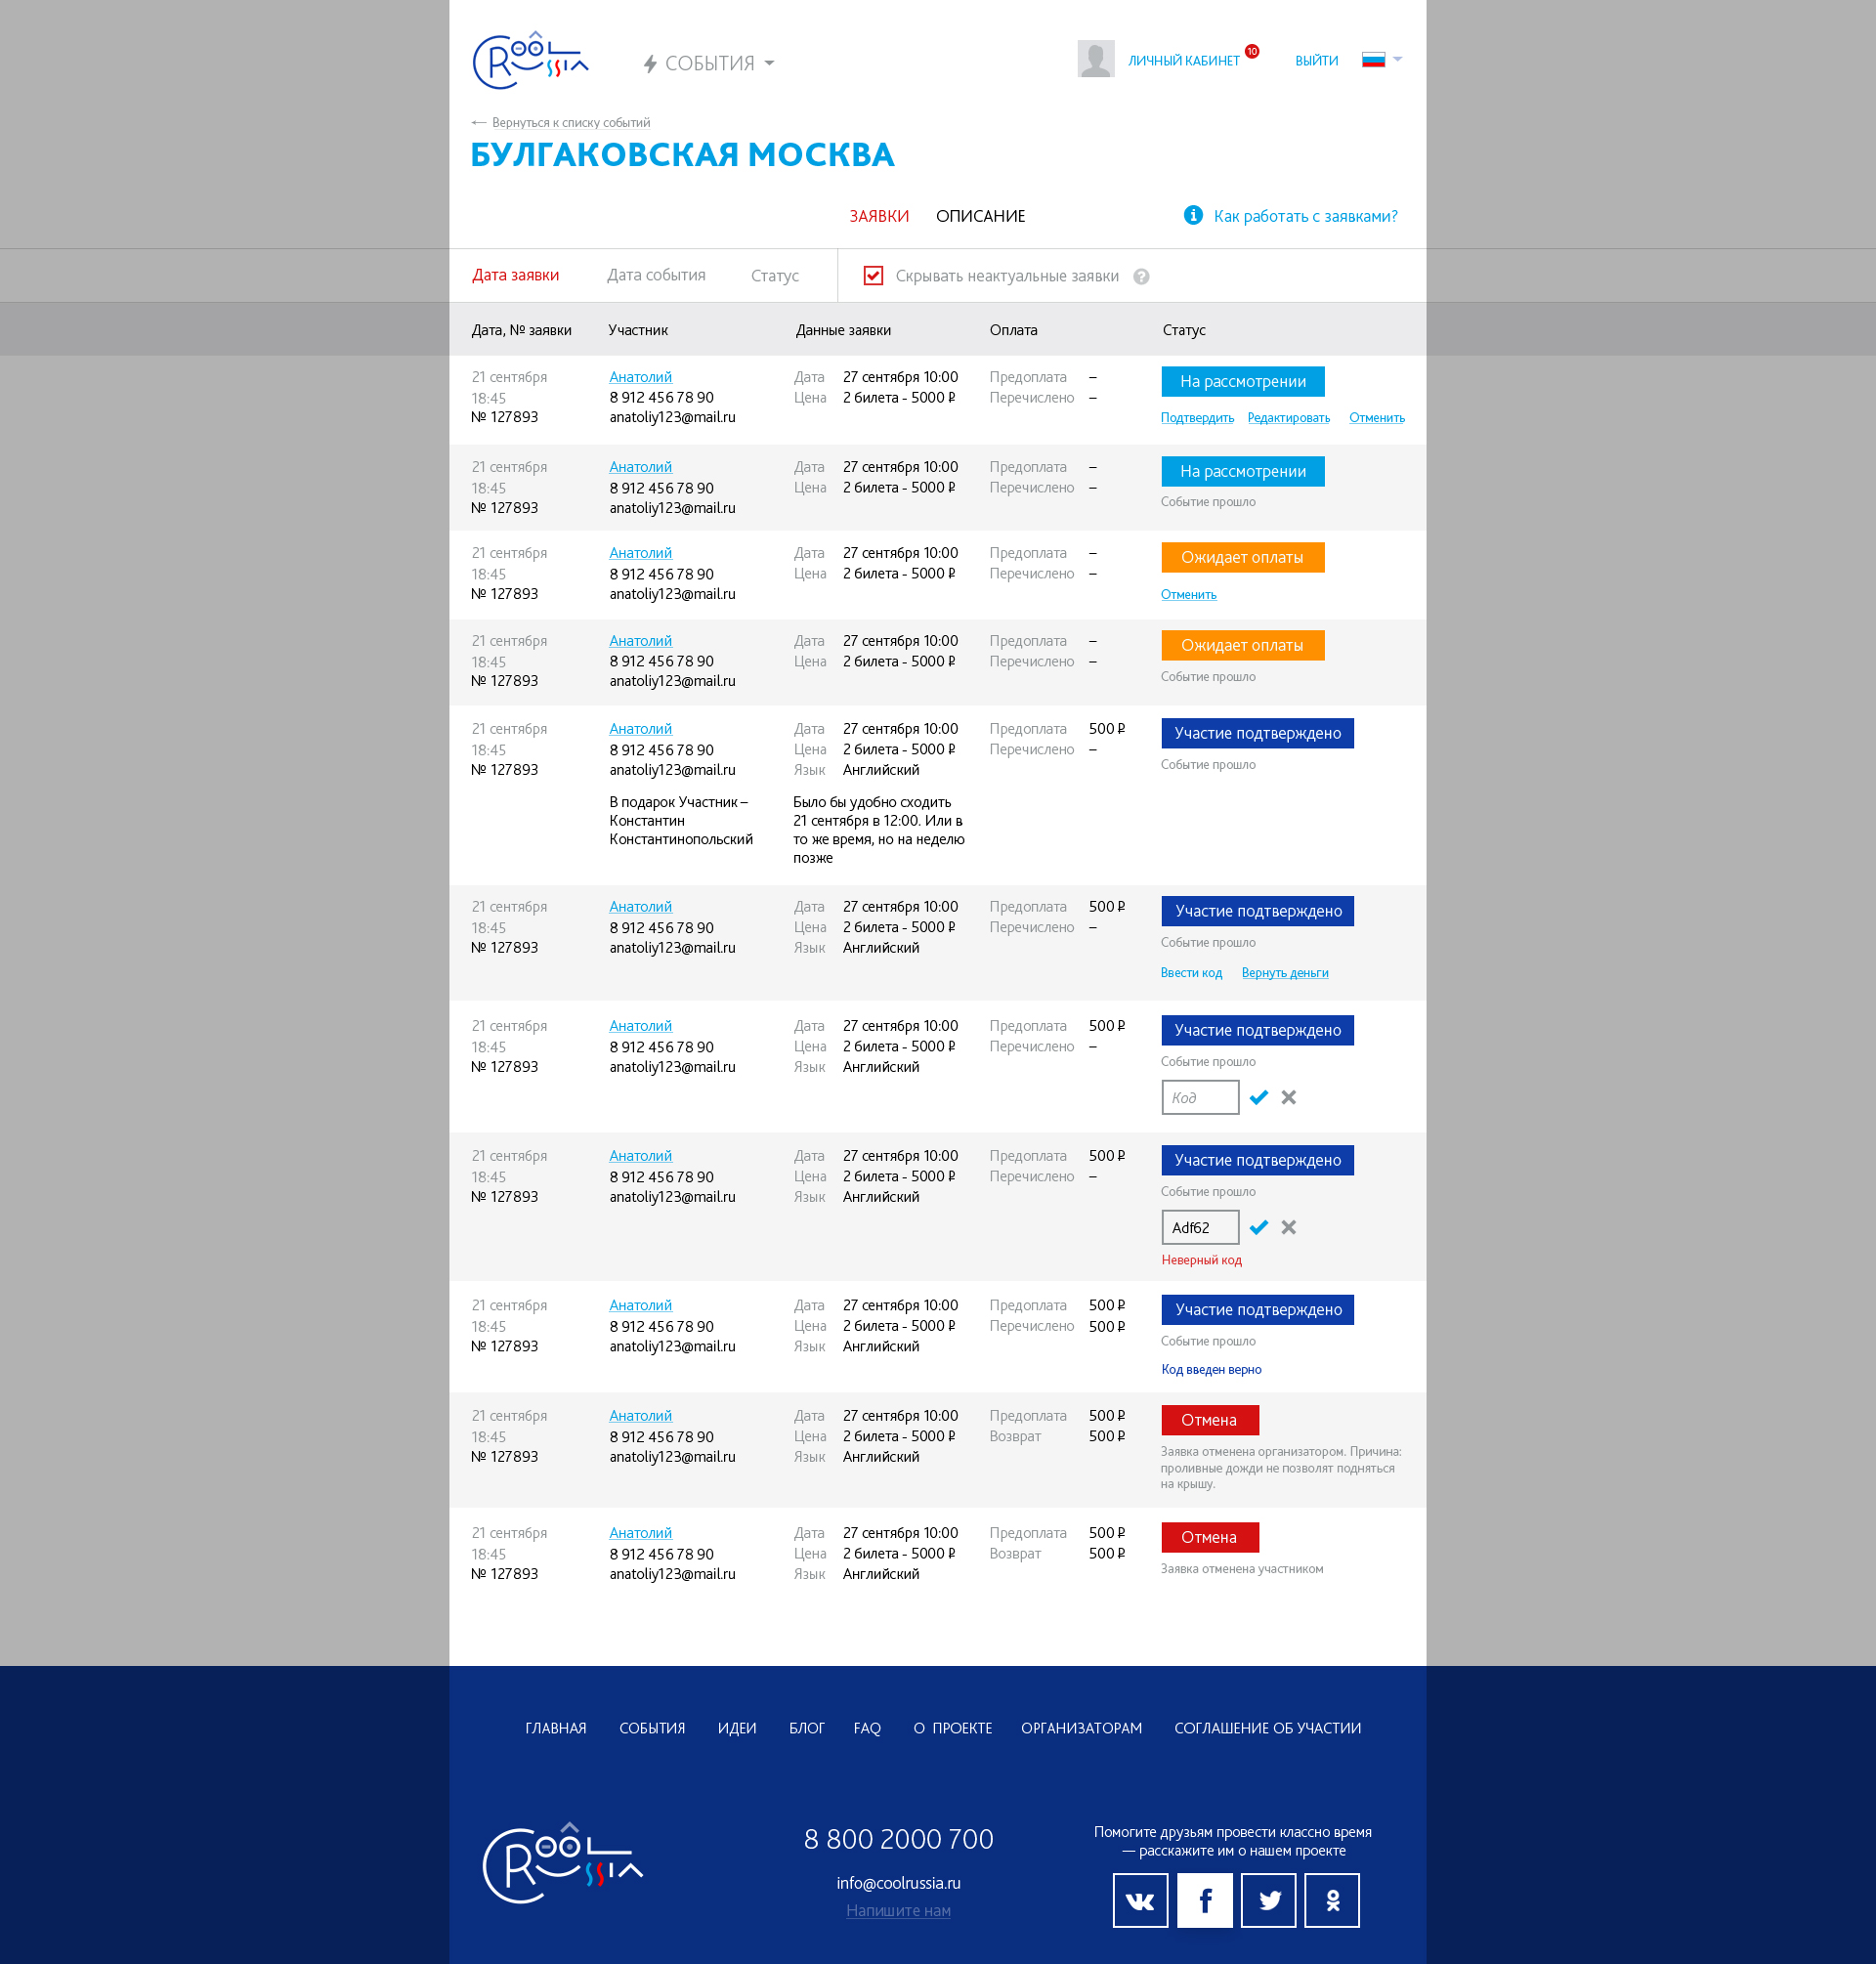 COOL RUSSIA
СОБЫТИЯ
ЛИЧНЫЙ КАБИНЕТ 10
ВЫЙТИ
← Вернуться к списку событий
БУЛГАКОВСКАЯ МОСКВА
ЗАЯВКИ ОПИСАНИЕ
Как работать с заявками?
Дата заявки Дата события Статус Скрывать неактуальные заявки ?
Дата, № заявки Участник Данные заявки Оплата Статус
21 сентября Анатолий Дата 27 сентября 10:00 Предоплата – На рассмотрении
18:45 8 912 456 78 90 Цена 2 билета - 5000 ₽ Перечислено –
№ 127893 anatoliy123@mail.ru Подтвердить Редактировать Отменить
21 сентября Анатолий Дата 27 сентября 10:00 Предоплата – На рассмотрении
18:45 8 912 456 78 90 Цена 2 билета - 5000 ₽ Перечислено –
№ 127893 anatoliy123@mail.ru Событие прошло
21 сентября Анатолий Дата 27 сентября 10:00 Предоплата – Ожидает оплаты
18:45 8 912 456 78 90 Цена 2 билета - 5000 ₽ Перечислено –
№ 127893 anatoliy123@mail.ru Отменить
21 сентября Анатолий Дата 27 сентября 10:00 Предоплата – Ожидает оплаты
18:45 8 912 456 78 90 Цена 2 билета - 5000 ₽ Перечислено –
№ 127893 anatoliy123@mail.ru Событие прошло
21 сентября Анатолий Дата 27 сентября 10:00 Предоплата 500 ₽ Участие подтверждено
18:45 8 912 456 78 90 Цена 2 билета - 5000 ₽ Перечислено –
№ 127893 anatoliy123@mail.ru Язык Английский Событие прошло
В подарок Участник – Было бы удобно сходить
Константин 21 сентября в 12:00. Или в
Константинопольский то же время, но на неделю
позже
21 сентября Анатолий Дата 27 сентября 10:00 Предоплата 500 ₽ Участие подтверждено
18:45 8 912 456 78 90 Цена 2 билета - 5000 ₽ Перечислено –
№ 127893 anatoliy123@mail.ru Язык Английский Событие прошло
Ввести код Вернуть деньги
21 сентября Анатолий Дата 27 сентября 10:00 Предоплата 500 ₽ Участие подтверждено
18:45 8 912 456 78 90 Цена 2 билета - 5000 ₽ Перечислено –
№ 127893 anatoliy123@mail.ru Язык Английский Событие прошло
Код
21 сентября Анатолий Дата 27 сентября 10:00 Предоплата 500 ₽ Участие подтверждено
18:45 8 912 456 78 90 Цена 2 билета - 5000 ₽ Перечислено –
№ 127893 anatoliy123@mail.ru Язык Английский Событие прошло
Adf62
Неверный код
21 сентября Анатолий Дата 27 сентября 10:00 Предоплата 500 ₽ Участие подтверждено
18:45 8 912 456 78 90 Цена 2 билета - 5000 ₽ Перечислено 500 ₽
№ 127893 anatoliy123@mail.ru Язык Английский Событие прошло
Код введен верно
21 сентября Анатолий Дата 27 сентября 10:00 Предоплата 500 ₽ Отмена
18:45 8 912 456 78 90 Цена 2 билета - 5000 ₽ Возврат 500 ₽
№ 127893 anatoliy123@mail.ru Язык Английский Заявка отменена организатором. Причина:
проливные дожди не позволят подняться
на крышу.
21 сентября Анатолий Дата 27 сентября 10:00 Предоплата 500 ₽ Отмена
18:45 8 912 456 78 90 Цена 2 билета - 5000 ₽ Возврат 500 ₽
№ 127893 anatoliy123@mail.ru Язык Английский Заявка отменена участником
ГЛАВНАЯ СОБЫТИЯ ИДЕИ БЛОГ FAQ О ПРОЕКТЕ ОРГАНИЗАТОРАМ СОГЛАШЕНИЕ ОБ УЧАСТИИ
COOL RUSSIA
8 800 2000 700
info@coolrussia.ru
Напишите нам
Помогите друзьям провести классно время
— расскажите им о нашем проекте